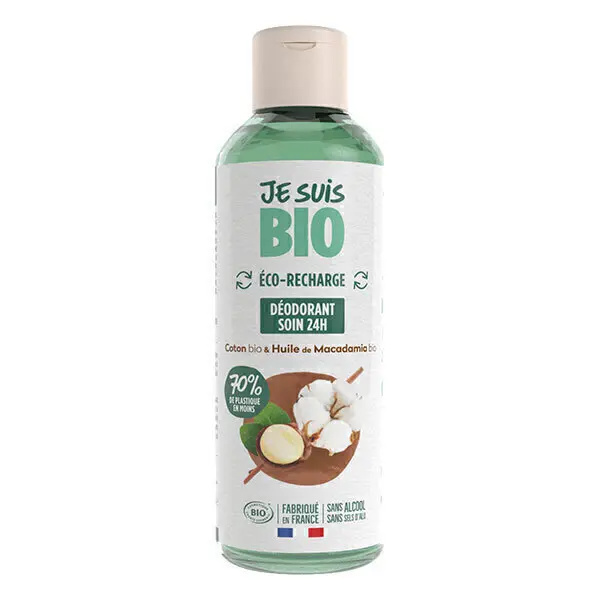 JE SUIS
BIO
ÉCO-RECHARGE
DÉODORANT
SOIN 24H
Coton bio & Huile de Macadamia bio
70%
DE PLASTIQUE
EN MOINS
BIO
FABRIQUÉ
EN FRANCE
SANS ALCOOL
SANS SELS D'ALU